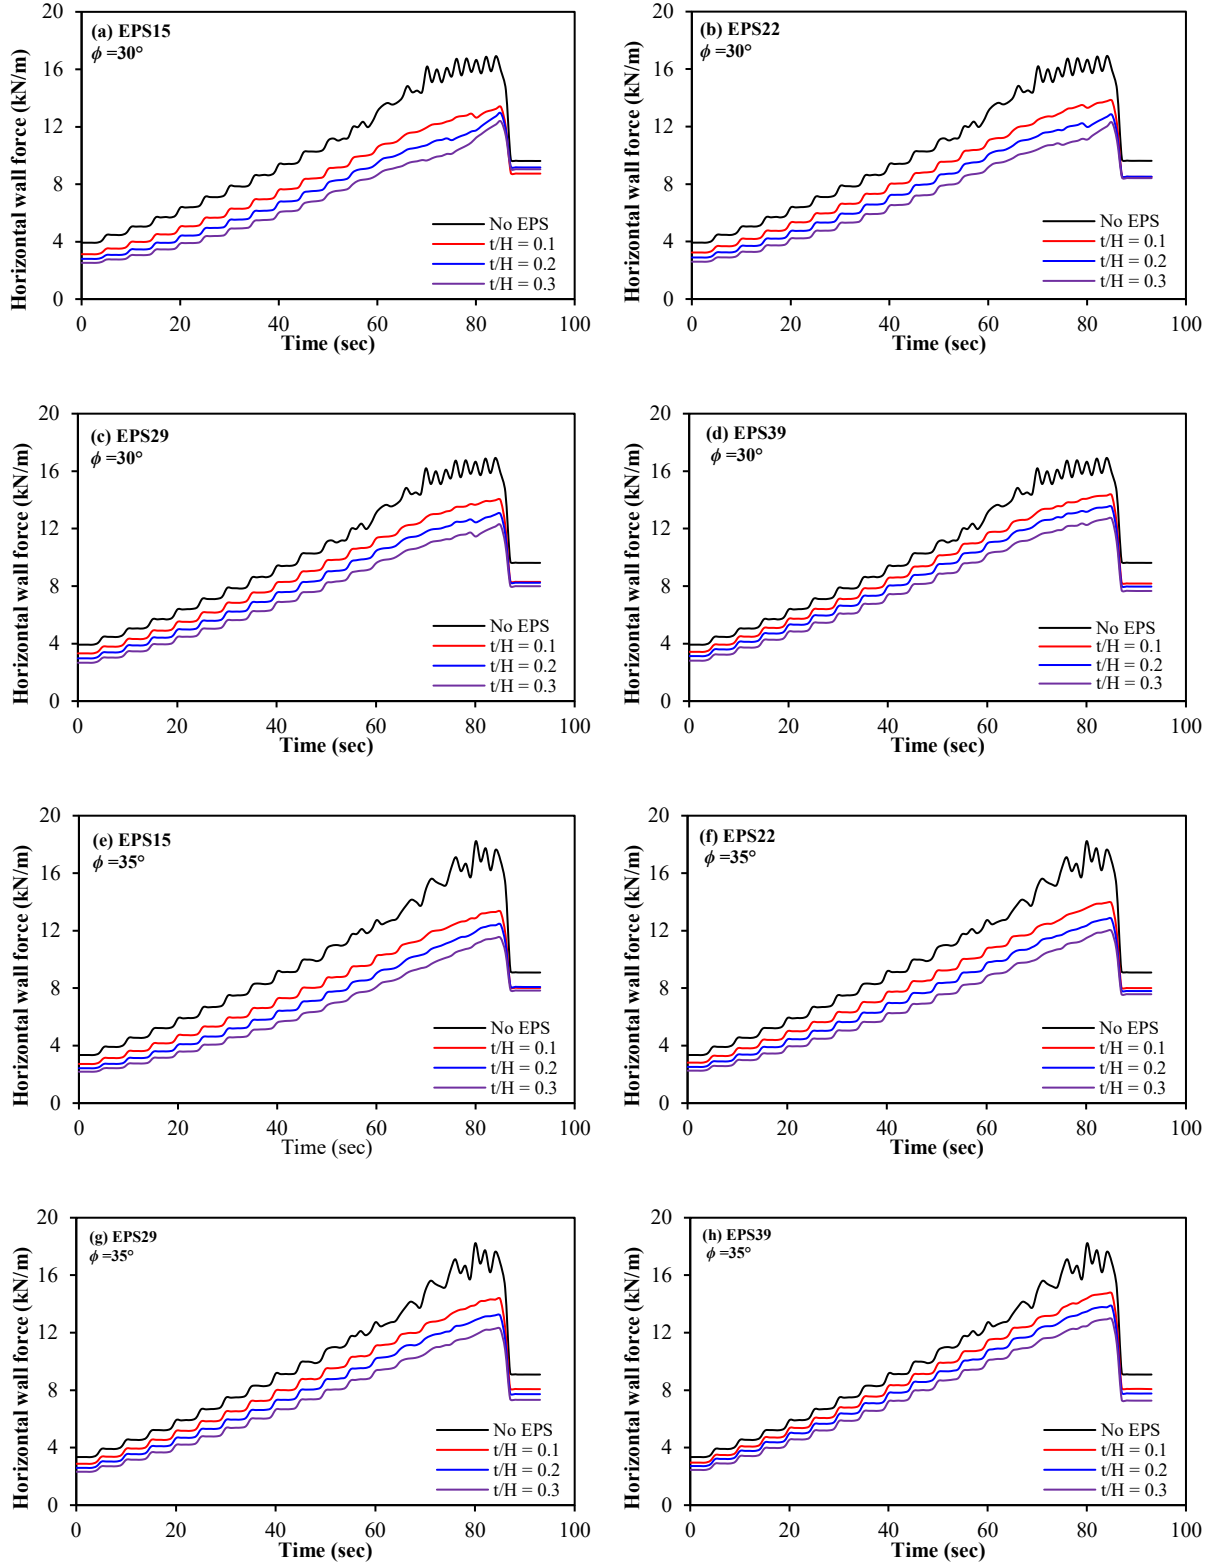 (a) EPS15
ϕ =30°
Horizontal wall force (kN/m)
20
16
12
8
4
0
No EPS
t/H = 0.1
t/H = 0.2
t/H = 0.3
0 20 40 60 80 100
Time (sec)
(b) EPS22
ϕ =30°
Horizontal wall force (kN/m)
20
16
12
8
4
0
No EPS
t/H = 0.1
t/H = 0.2
t/H = 0.3
0 20 40 60 80 100
Time (sec)
(c) EPS29
ϕ =30°
Horizontal wall force (kN/m)
20
16
12
8
4
0
No EPS
t/H = 0.1
t/H = 0.2
t/H = 0.3
0 20 40 60 80 100
Time (sec)
(d) EPS39
ϕ =30°
Horizontal wall force (kN/m)
20
16
12
8
4
0
No EPS
t/H = 0.1
t/H = 0.2
t/H = 0.3
0 20 40 60 80 100
Time (sec)
(e) EPS15
ϕ =35°
Horizontal wall force (kN/m)
20
16
12
8
4
0
No EPS
t/H = 0.1
t/H = 0.2
t/H = 0.3
0 20 40 60 80 100
Time (sec)
(f) EPS22
ϕ =35°
Horizontal wall force (kN/m)
20
16
12
8
4
0
No EPS
t/H = 0.1
t/H = 0.2
t/H = 0.3
0 20 40 60 80 100
Time (sec)
(g) EPS29
ϕ =35°
Horizontal wall force (kN/m)
20
16
12
8
4
0
No EPS
t/H = 0.1
t/H = 0.2
t/H = 0.3
0 20 40 60 80 100
Time (sec)
(h) EPS39
ϕ =35°
Horizontal wall force (kN/m)
20
16
12
8
4
0
No EPS
t/H = 0.1
t/H = 0.2
t/H = 0.3
0 20 40 60 80 100
Time (sec)